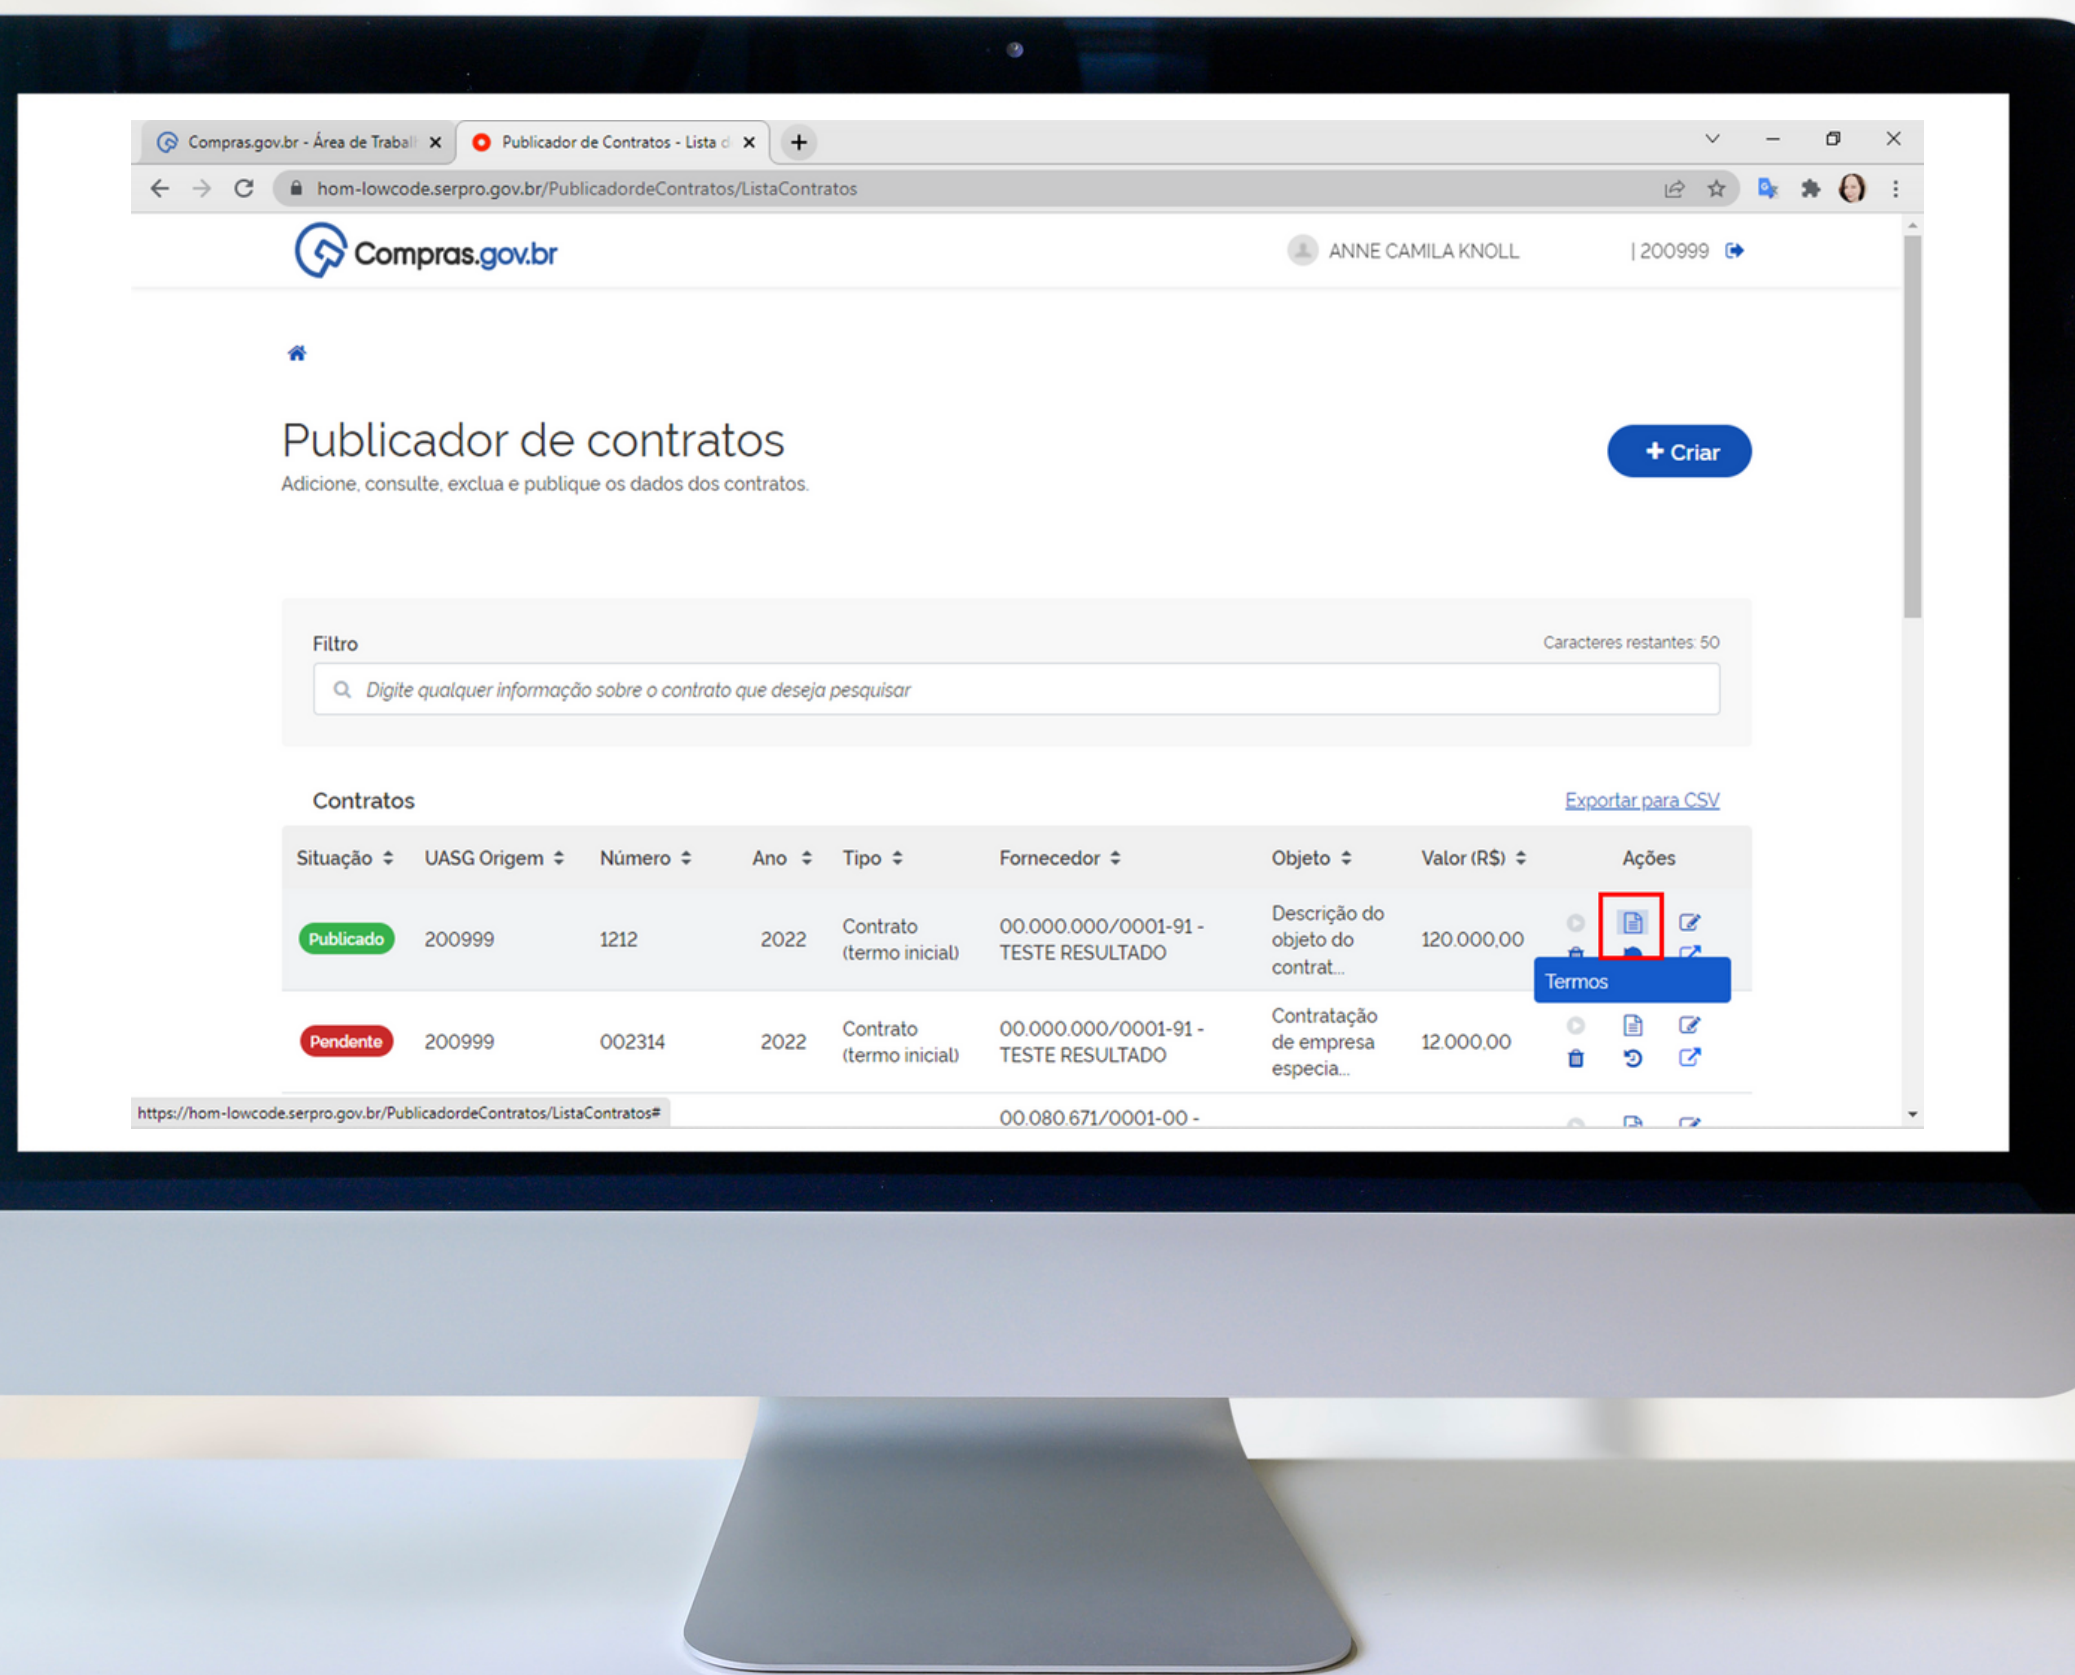 Compras.gov.br - Área de Trabal
Publicador de Contratos - Lista d
hom-lowcode.serpro.gov.br/PublicadordeContratos/ListaContratos
Compras.gov.br
ANNE CAMILA KNOLL | 200999
Publicador de contratos
+ Criar
Adicione, consulte, exclua e publique os dados dos contratos.
Filtro
Caracteres restantes: 50
Digite qualquer informação sobre o contrato que deseja pesquisar
Contratos
Exportar para CSV
Situação UASG Origem Número Ano Tipo Fornecedor Objeto Valor (R$) Ações
Publicado 200999 1212 2022 Contrato (termo inicial) 00.000.000/0001-91 - TESTE RESULTADO Descrição do objeto do contrat... 120.000,00
Termos
Pendente 200999 002314 2022 Contrato (termo inicial) 00.000.000/0001-91 - TESTE RESULTADO Contratação de empresa especia... 12.000,00
https://hom-lowcode.serpro.gov.br/PublicadordeContratos/ListaContratos#
00.080.671/0001-00 -